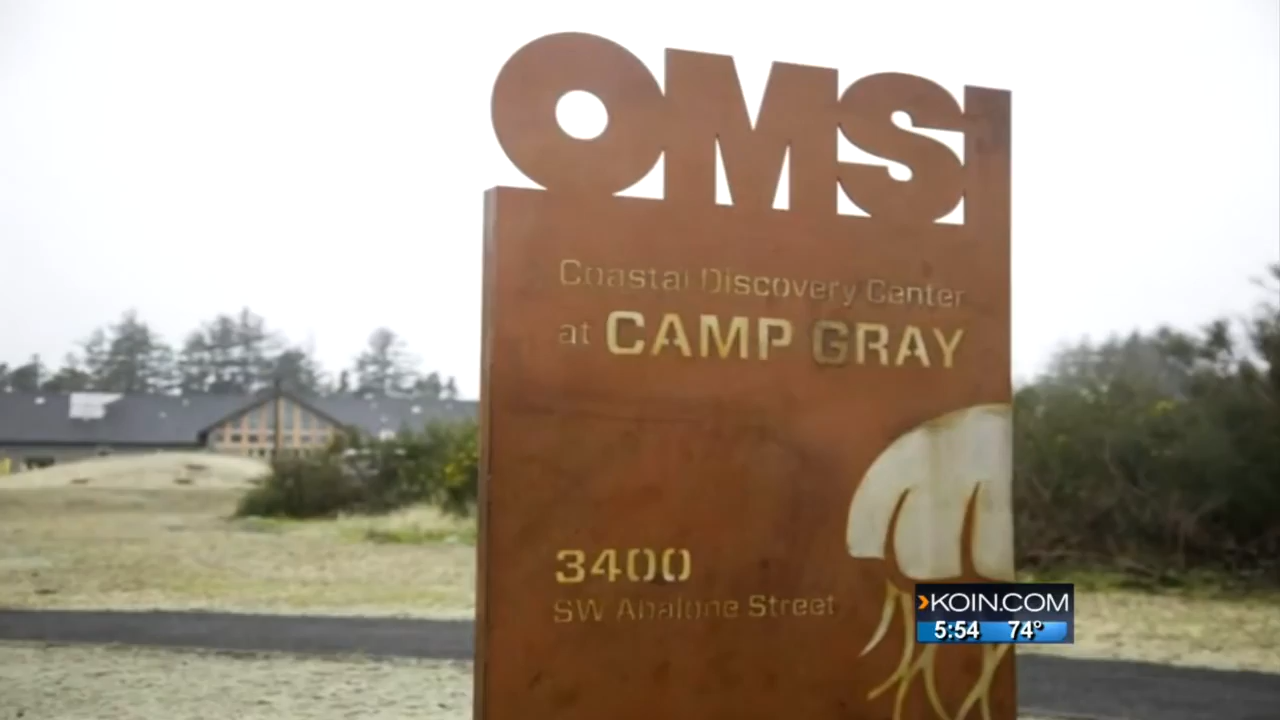 OMSI
Coastal Discovery Center
at CAMP GRAY
3400
SW Abalone Street
KOIN.COM
5:54 74°